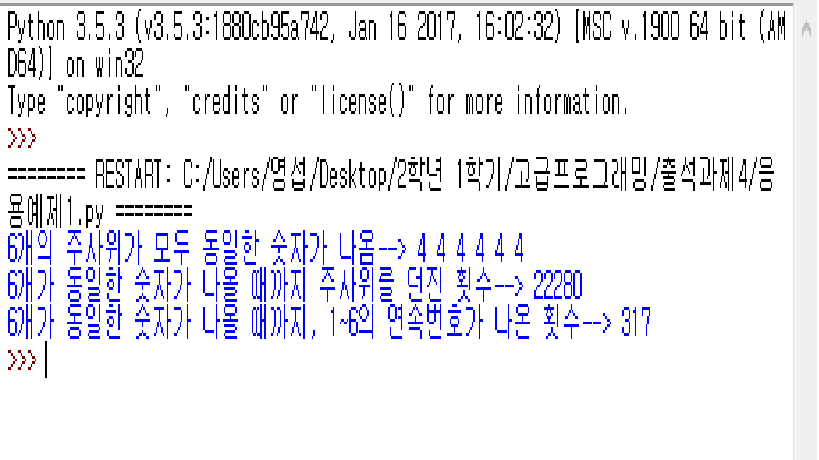 Python 3.5.3 (v3.5.3:1880cb95a742, Jan 16 2017, 16:02:32) [MSC v.1900 64 bit (AM
D64)] on win32
Type "copyright", "credits" or "license()" for more information.
>>>
======== RESTART: C:/Users/영섭/Desktop/2학년 1학기/고급프로그래밍/출석과제4/응
용예제1.py ========
6개의 주사위가 모두 동일한 숫자가 나옴--> 4 4 4 4 4 4
6개가 동일한 숫자가 나올 때까지 주사위를 던진 횟수--> 22280
6개가 동일한 숫자가 나올 때까지, 1~6의 연속번호가 나온 횟수--> 317
>>>